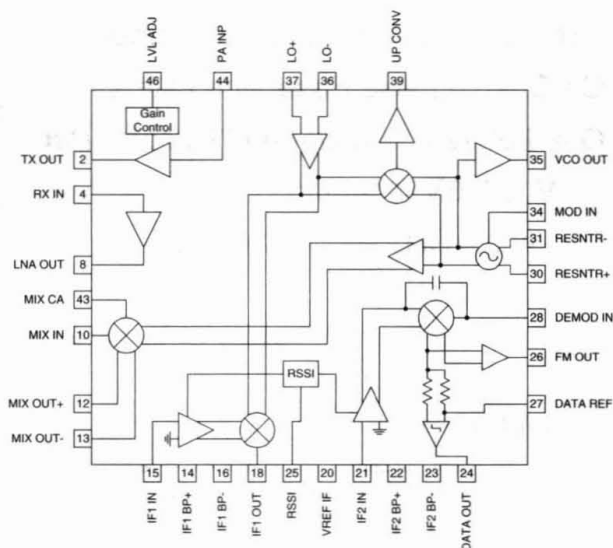 LVL ADJ
PA INP
LO+
LO-
UP CONV
46
44
37
36
39
Gain
Control
TX OUT
2
35
VCO OUT
RX IN
4
34
MOD IN
31
RESNTR-
LNA OUT
8
30
RESNTR+
MIX CA
43
28
DEMOD IN
MIX IN
10
26
FM OUT
RSSI
MIX OUT+
12
27
DATA REF
MIX OUT-
13
15
14
16
18
25
20
21
22
23
24
IF1 IN
IF1 BP+
IF1 BP-
IF1 OUT
RSSI
VREF IF
IF2 IN
IF2 BP+
IF2 BP-
DATA OUT